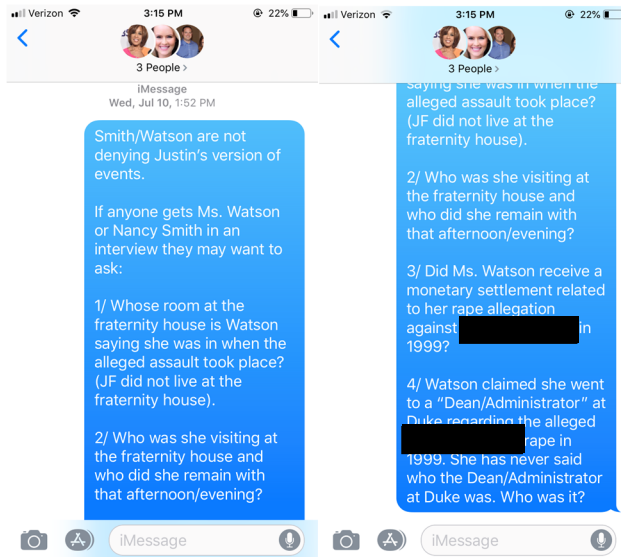 Verizon 3:15 PM 22%
3 People >
iMessage
Wed, Jul 10, 1:52 PM
Smith/Watson are not
denying Justin’s version of
events.
If anyone gets Ms. Watson
or Nancy Smith in an
interview they may want to
ask:
1/ Whose room at the
fraternity house is Watson
saying she was in when the
alleged assault took place?
(JF did not live at the
fraternity house).
2/ Who was she visiting at
the fraternity house and
who did she remain with
that afternoon/evening?
iMessage
Verizon 3:15 PM 22%
3 People >
saying she was in when the
alleged assault took place?
(JF did not live at the
fraternity house).
2/ Who was she visiting at
the fraternity house and
who did she remain with
that afternoon/evening?
3/ Did Ms. Watson receive a
monetary settlement related
to her rape allegation
against in
1999?
4/ Watson claimed she went
to a “Dean/Administrator” at
Duke regarding the alleged
rape in
1999. She has never said
who the Dean/Administrator
at Duke was. Who was it?
iMessage